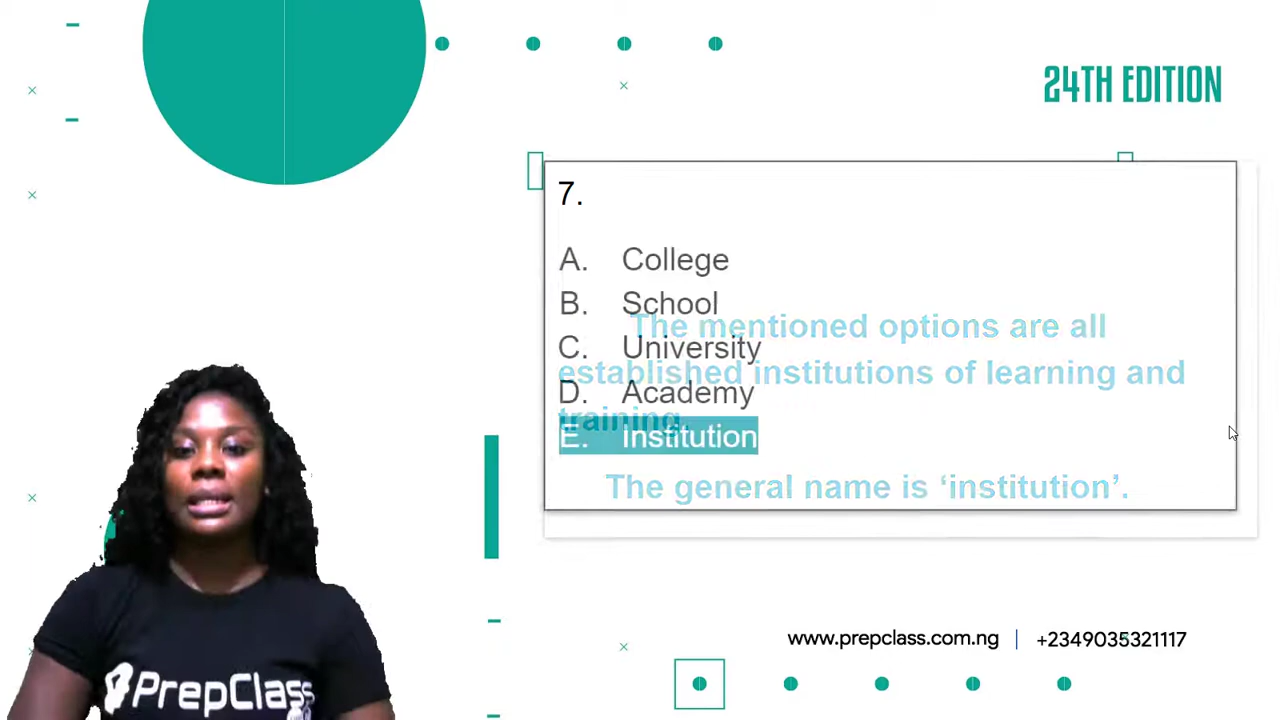 24TH EDITION
7.
A. College
B. School
The mentioned options are all
C. University
established institutions of learning and
D. Academy
training.
E. Institution
The general name is ‘institution’.
www.prepclass.com.ng | +2349035321117
PrepClass